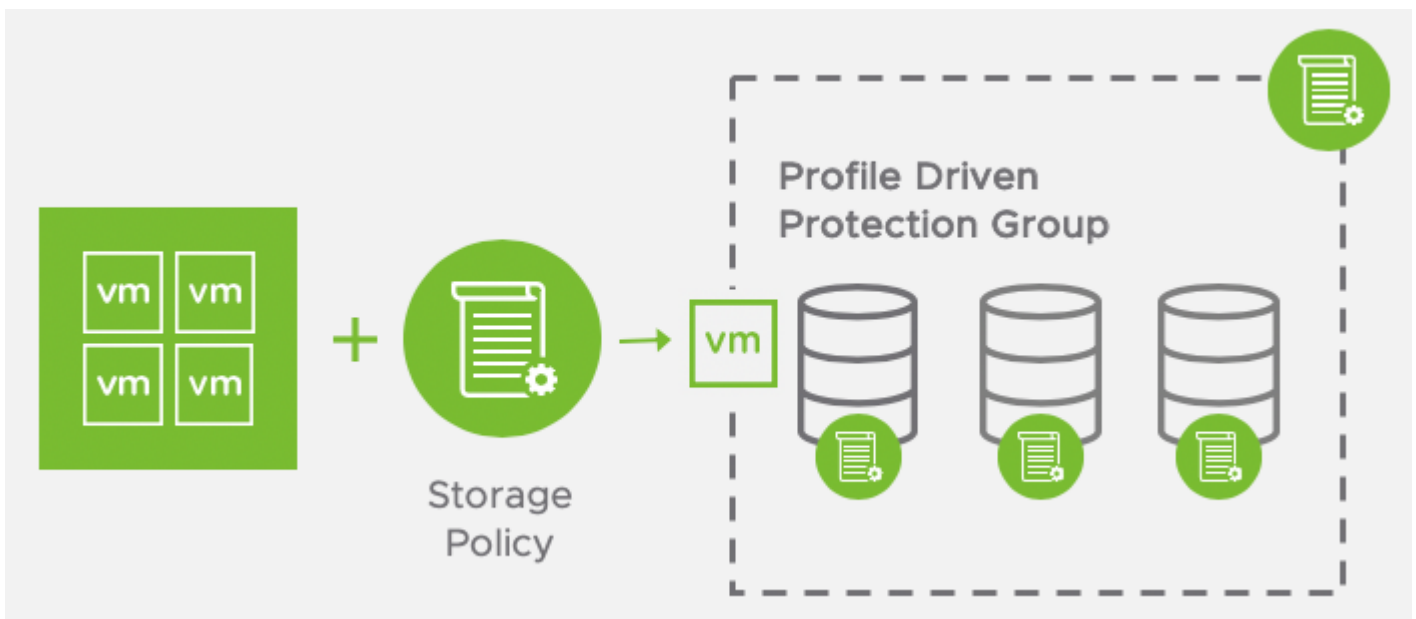 vm vm
vm vm
+
Storage
Policy
vm
Profile Driven
Protection Group